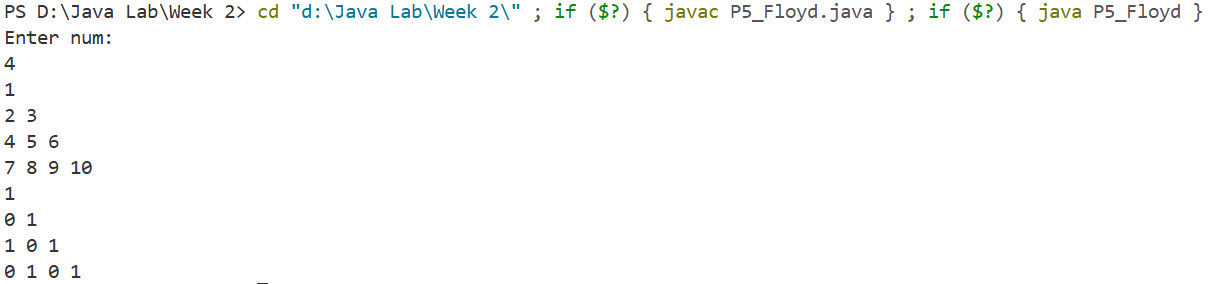 PS D:\Java Lab\Week 2> cd "d:\Java Lab\Week 2\" ; if ($?) { javac P5_Floyd.java } ; if ($?) { java P5_Floyd }
Enter num:
4
1
2 3
4 5 6
7 8 9 10
1
0 1
1 0 1
0 1 0 1